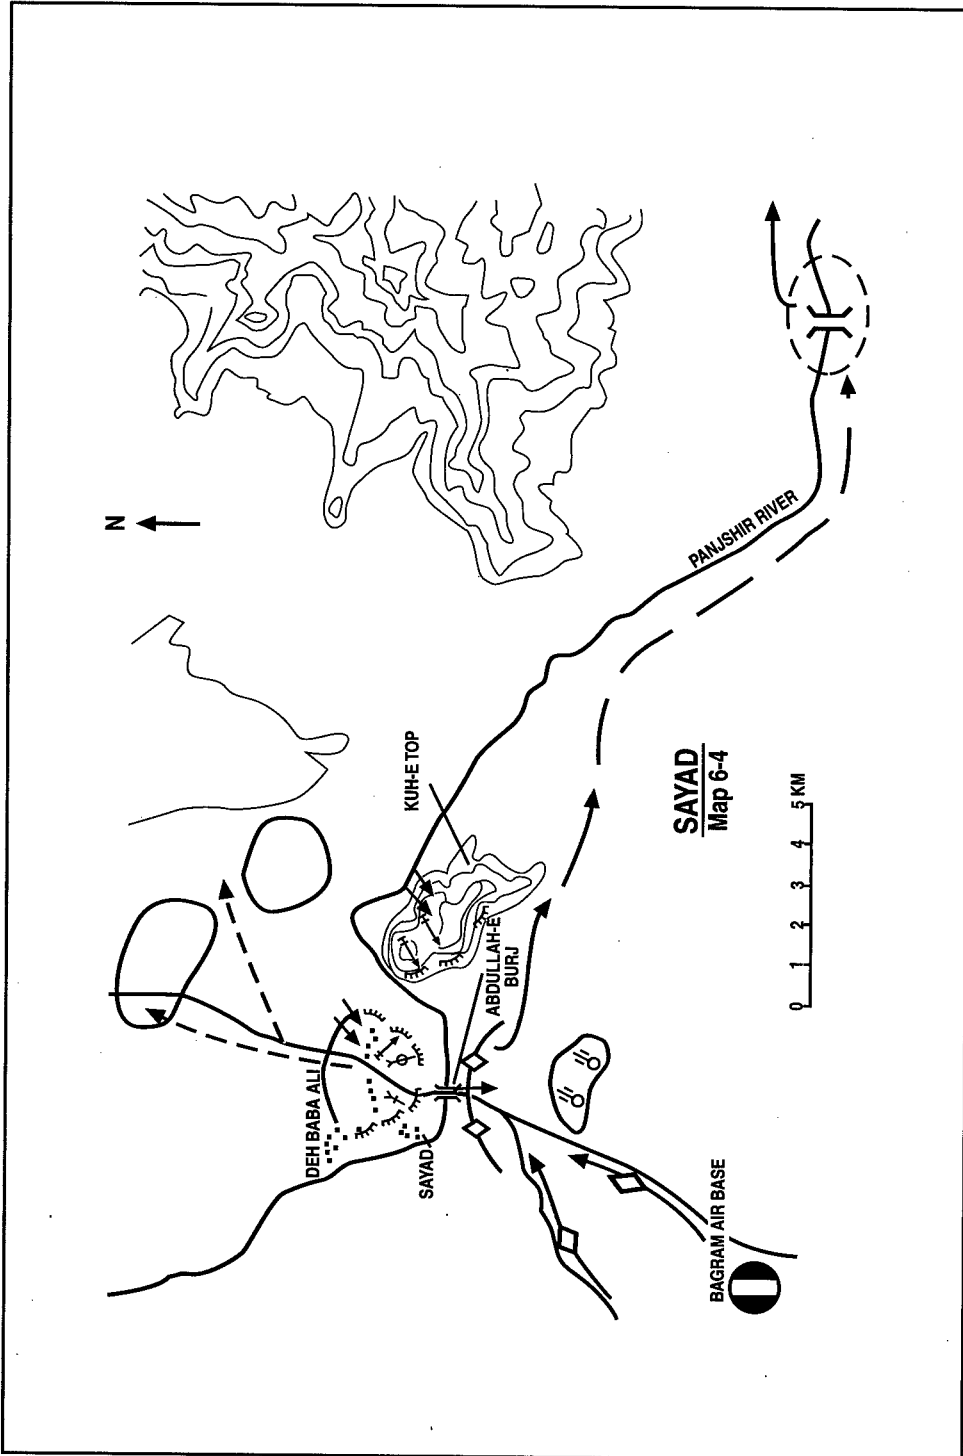 N
DEH BABA ALI
SAYAD
KUH-E TOP
ABDULLAH-E
BURJ
PANJSHIR RIVER
BAGRAM AIR BASE
SAYAD
Map 6-4
0 1 2 3 4 5 KM